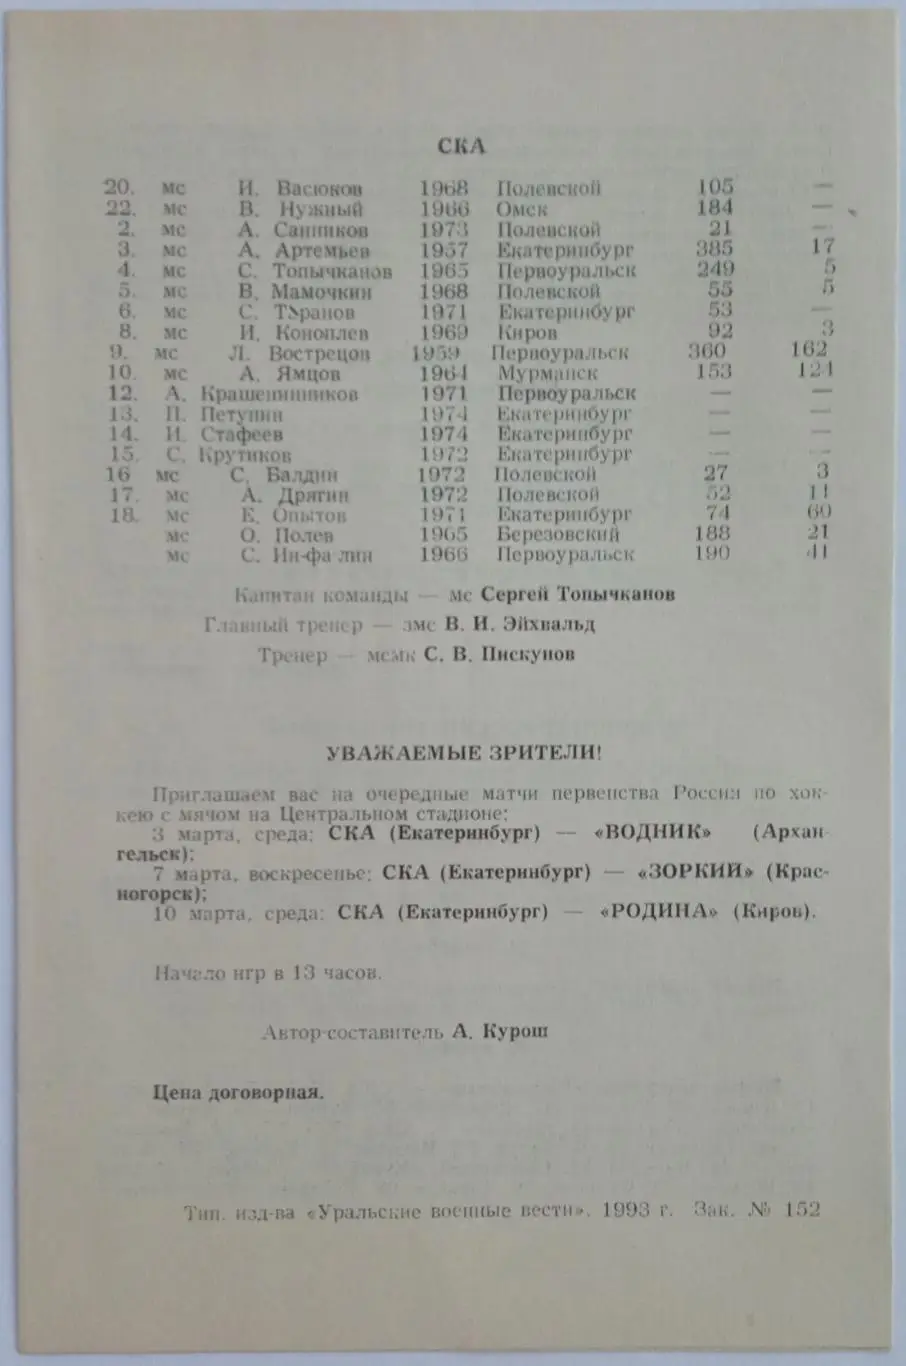 СКА
20. мс И. Васюков 1968 Полевской 105 —
22. мс В. Нужный 1966 Омск 184 —
2. мс А. Санников 1973 Полевской 21 —
3. мс А. Артемьев 1957 Екатеринбург 385 17
4. мс С. Топычканов 1965 Первоуральск 249 5
5. мс В. Мамочкин 1968 Полевской 55 5
6. мс С. 1971 Екатеринбург 53 —
8. мс И. Коноплев 1969 Киров 92 3
9. мс Л. Вострецов 1959 Первоуральск 360 162
10. мс А. Ямцов 1964 Мурманск 153 124
12. А. Крашенинников 1971 Первоуральск — —
13. П. Петунин 1974 Екатеринбург — —
14. И. Стафеев 1974 Екатеринбург — —
15. С. Крутиков 1972 Екатеринбург — —
16 мс С. Балдин 1972 Полевской 27 3
17. мс А. Дрягин 1972 Полевской 52 11
18. мс Е. Опытов 1971 Екатеринбург 74 60
мс О. Полев 1965 Березовский 188 21
мс С. Ин-фа-лин 1966 Первоуральск 190 41
Капитан команды — мс Сергей Топычканов
Главный тренер — змс В. И. Эйхвальд
Тренер — мсмк С. В. Пискунов
УВАЖАЕМЫЕ ЗРИТЕЛИ!
Приглашаем вас на очередные матчи первенства России по хок-
кею с мячом на Центральном стадионе:
3 марта, среда: СКА (Екатеринбург) — «ВОДНИК» (Архан-
гельск);
7 марта, воскресенье: СКА (Екатеринбург) — «ЗОРКИЙ» (Крас-
ногорск);
10 марта, среда: СКА (Екатеринбург) — «РОДИНА» (Киров).
Начало игр в 13 часов.
Автор-составитель А. Курош
Цена договорная.
Тип. изд-ва «Уральские военные вести». 1993 г. Зак. № 152